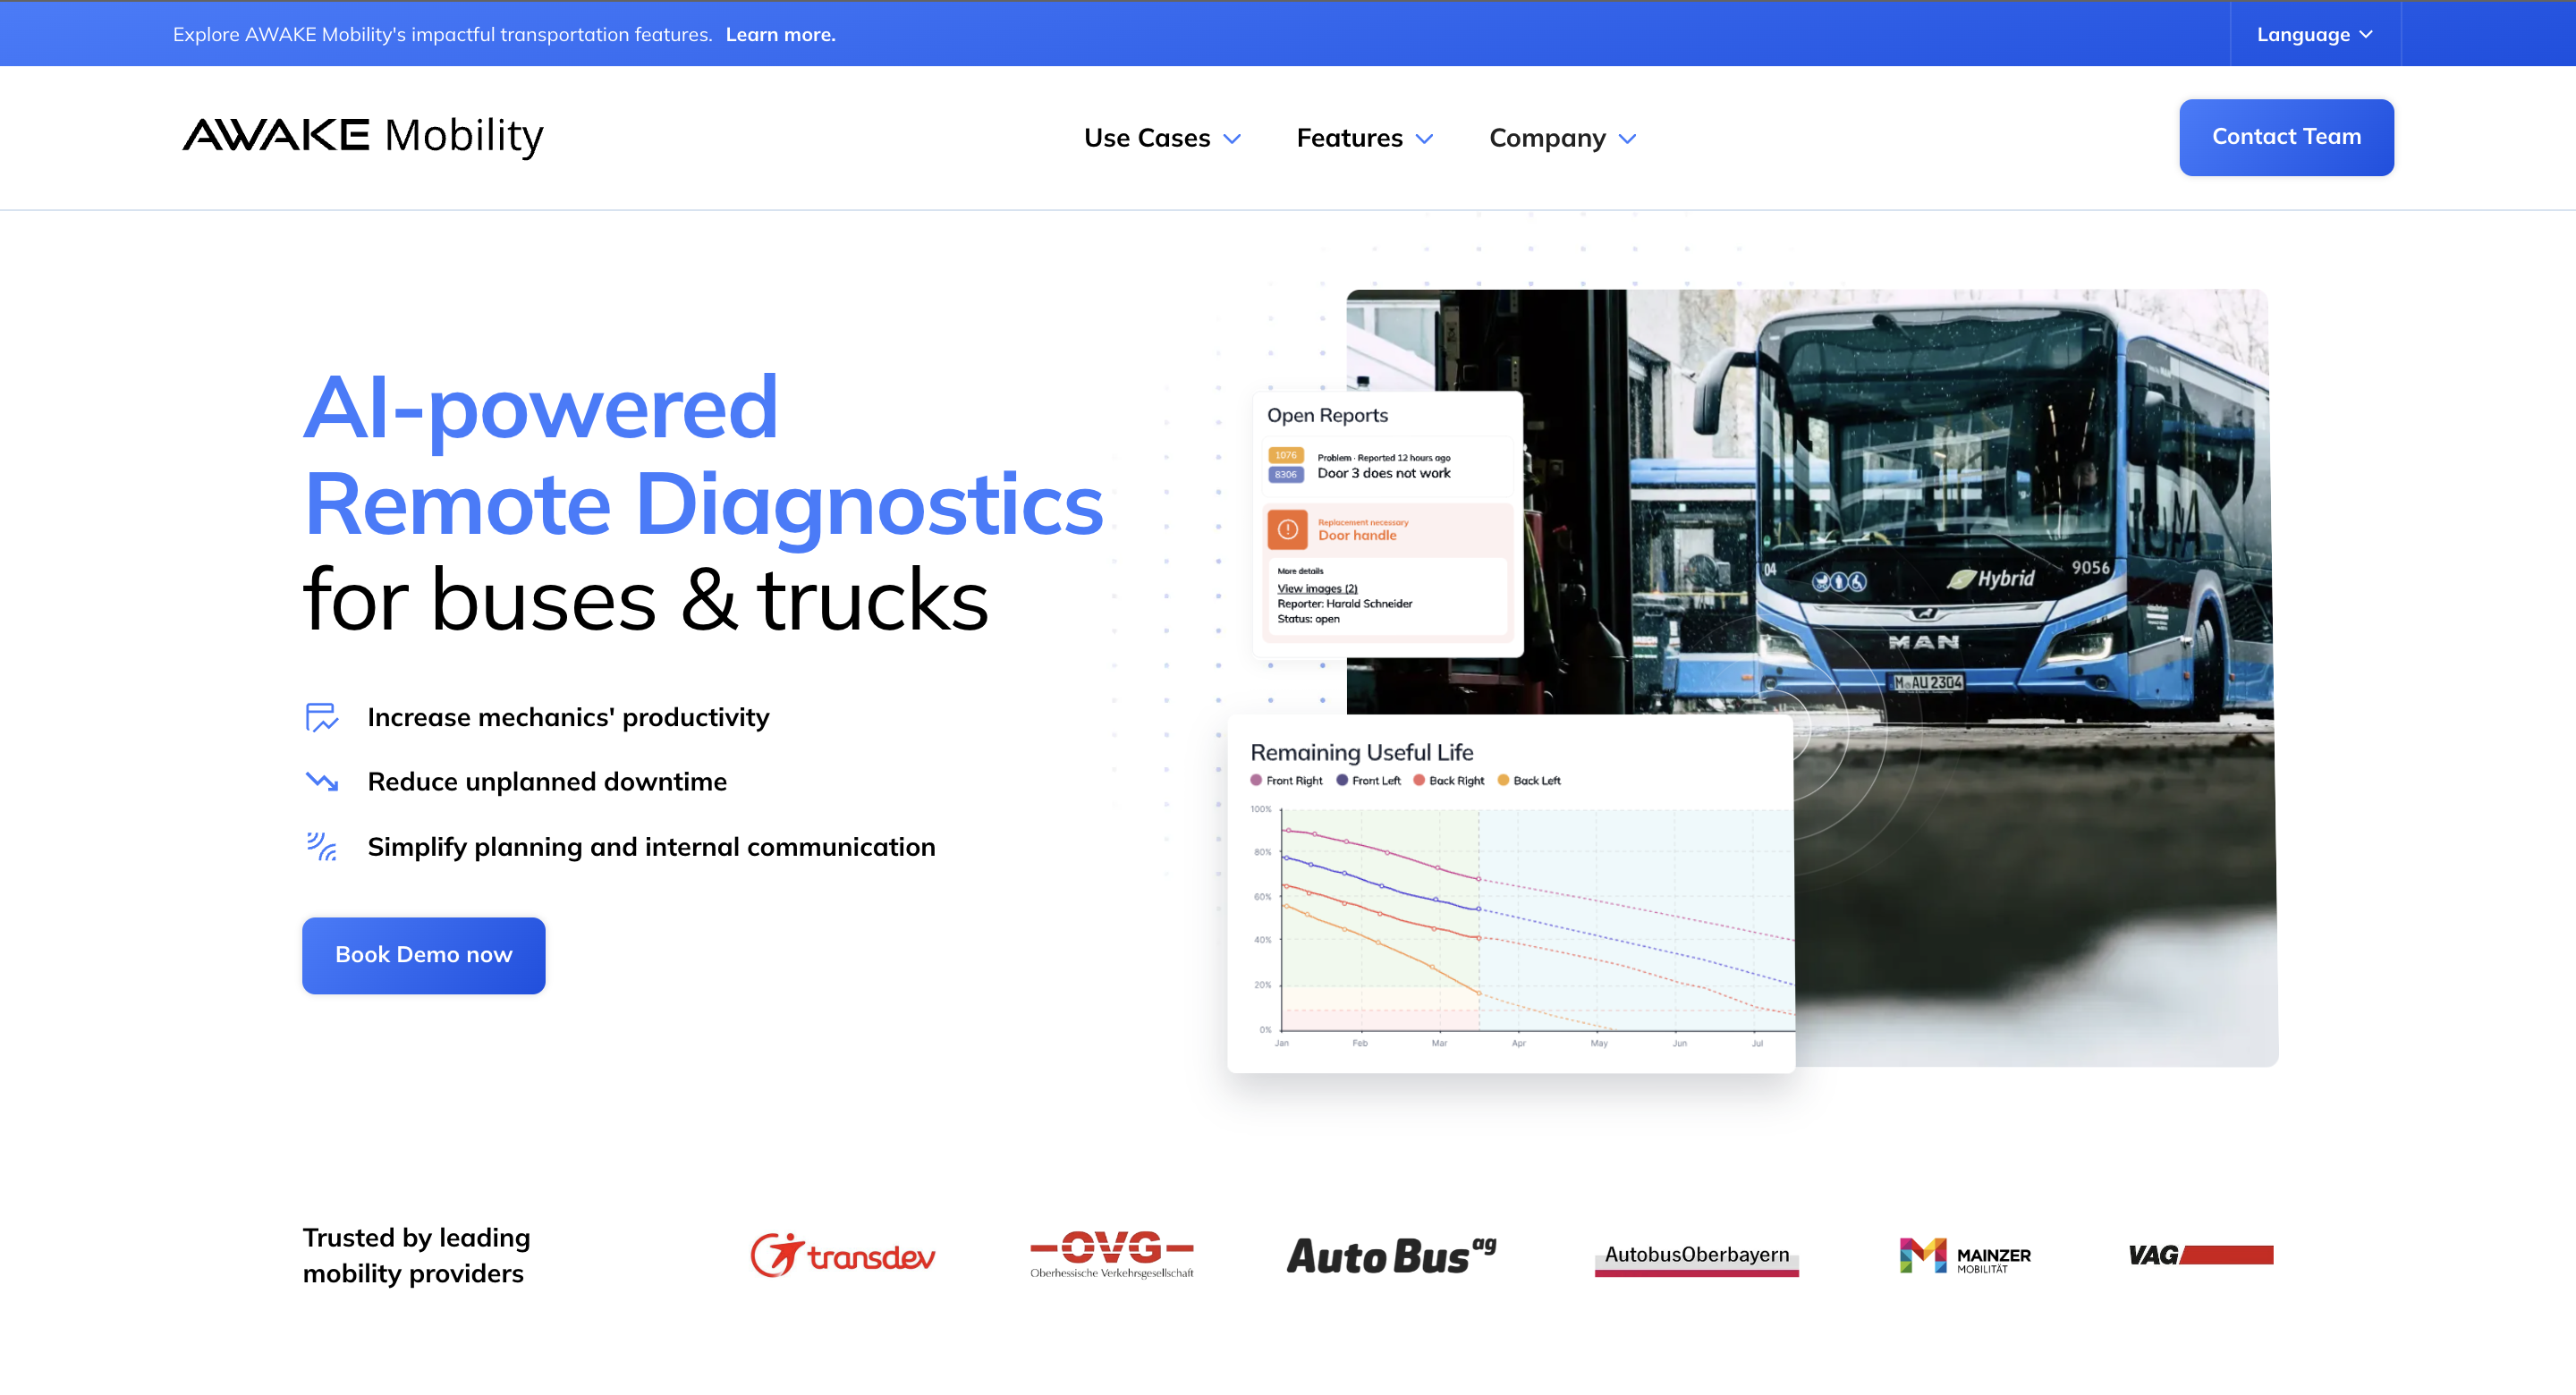 Explore AWAKE Mobility's impactful transportation features. Learn more.
Language
AWAKE Mobility
Use Cases
Features
Company
Contact Team
AI-powered
Remote Diagnostics
for buses & trucks
Increase mechanics' productivity
Reduce unplanned downtime
Simplify planning and internal communication
Book Demo now
Open Reports
1076
8306
Problem · Reported 12 hours ago
Door 3 does not work
Replacement necessary
Door handle
More details
View images (2)
Reporter: Harald Schneider
Status: open
04
Hybrid
9056
MAN
M AU 2304
Remaining Useful Life
Front Right Front Left Back Right Back Left
100%
80%
60%
40%
20%
0%
Jan Feb Mar Apr May Jun Jul
Trusted by leading
mobility providers
transdev
OVG
Oberhessische Verkehrsgesellschaft
AutoBus ag
AutobusOberbayern
MAINZER
MOBILITÄT
VAG